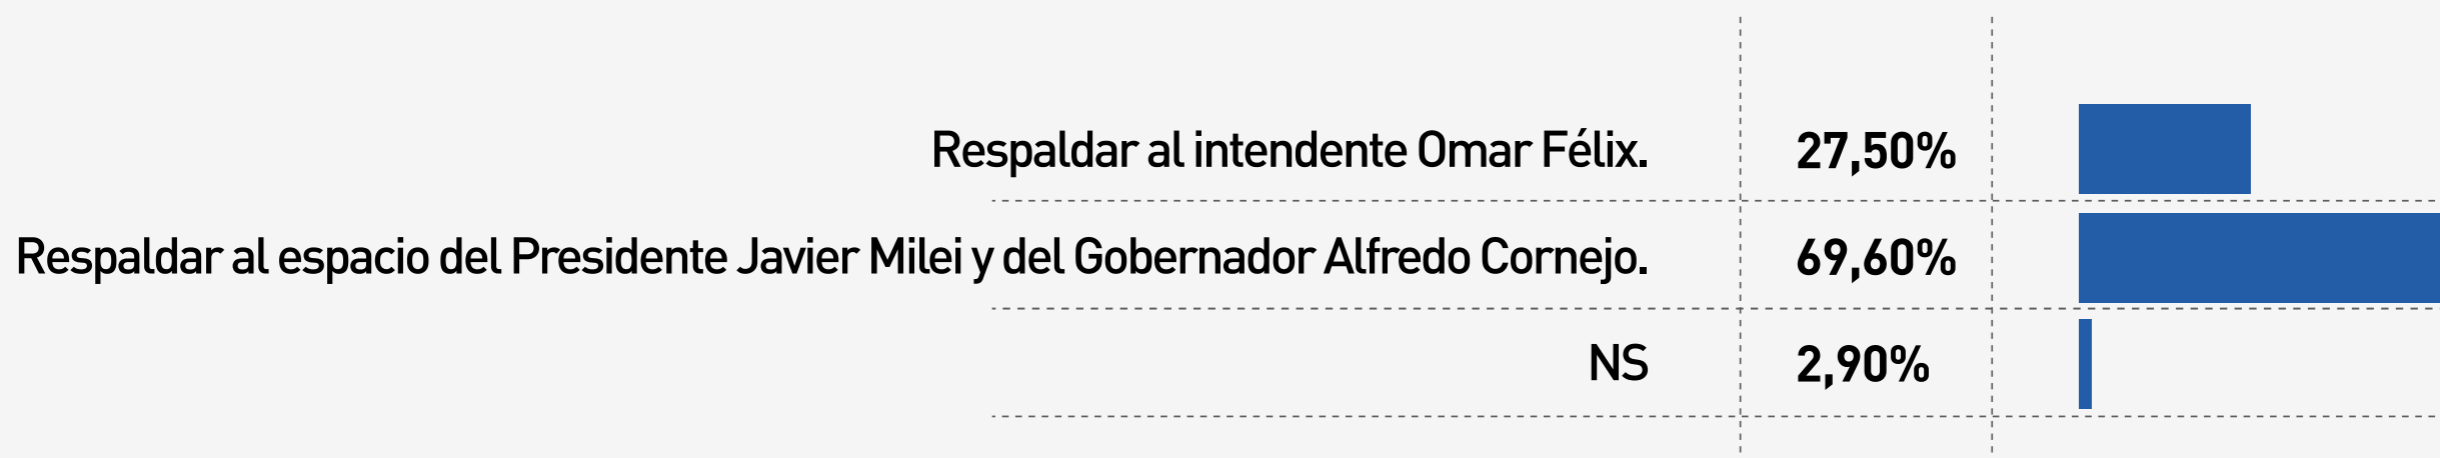 Respaldar al intendente Omar Félix. 27,50%
Respaldar al espacio del Presidente Javier Milei y del Gobernador Alfredo Cornejo. 69,60%
NS 2,90%